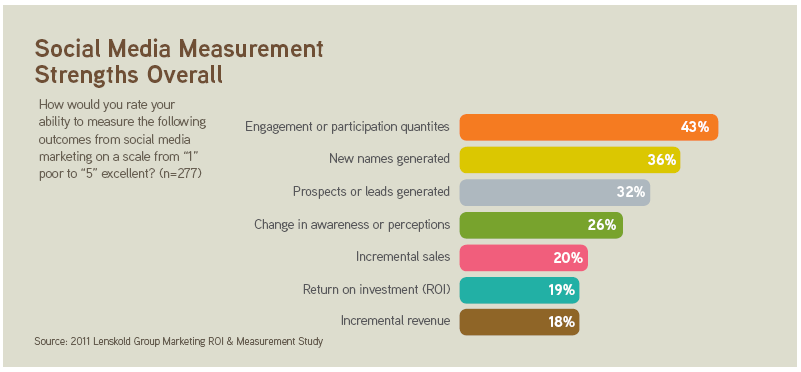 Social Media Measurement
Strengths Overall
How would you rate your
ability to measure the following
outcomes from social media
marketing on a scale from “1”
poor to “5” excellent? (n=277)
Engagement or participation quantites 43%
New names generated 36%
Prospects or leads generated 32%
Change in awareness or perceptions 26%
Incremental sales 20%
Return on investment (ROI) 19%
Incremental revenue 18%
Source: 2011 Lenskold Group Marketing ROI & Measurement Study